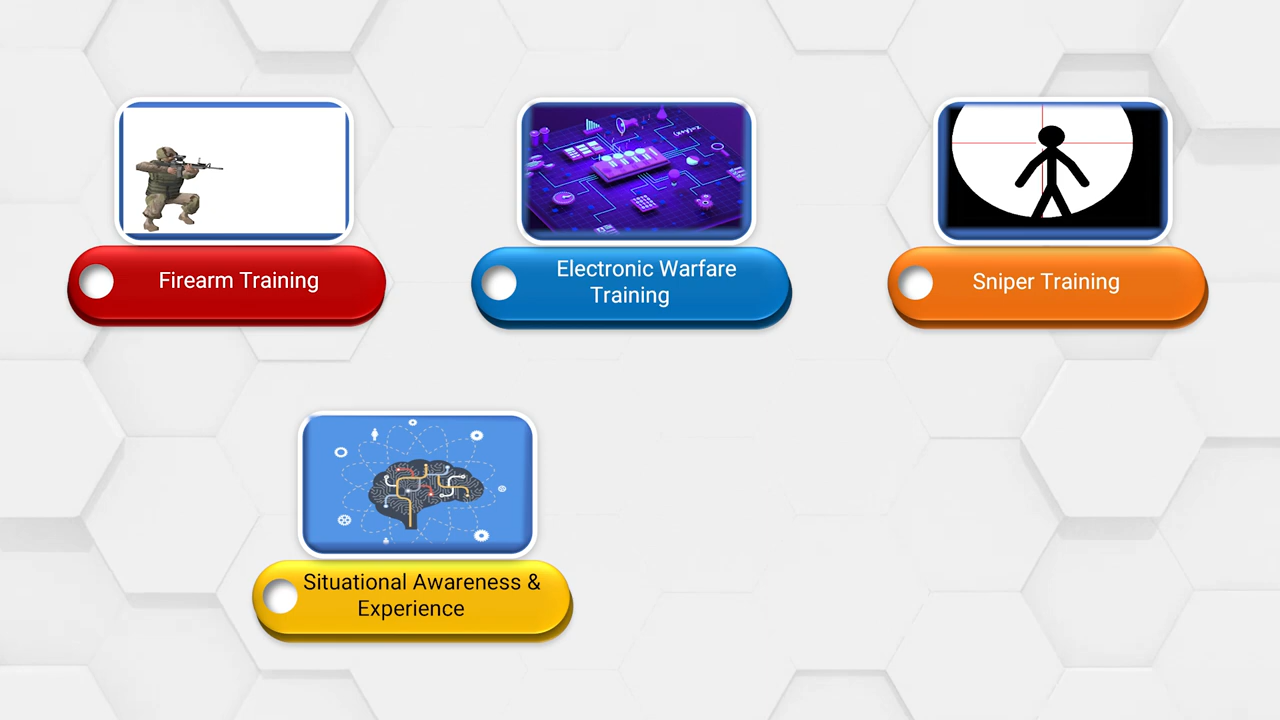 Firearm Training
Electronic Warfare
Training
Sniper Training
Situational Awareness &
Experience